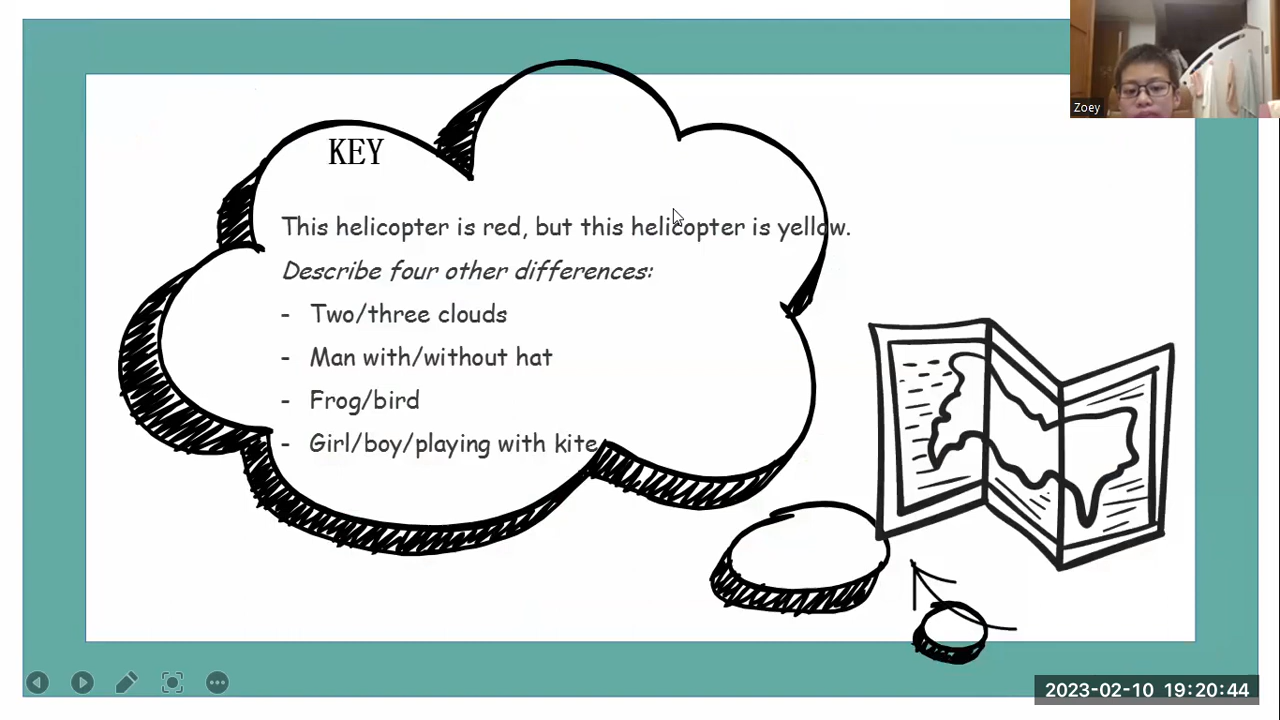 Zoey
KEY
This helicopter is red, but this helicopter is yellow.
Describe four other differences:
- Two/three clouds
- Man with/without hat
- Frog/bird
- Girl/boy/playing with kite
2023-02-10 19:20:44